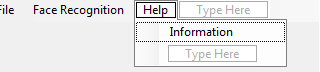 File Face Recognition Help Type Here
Information
Type Here